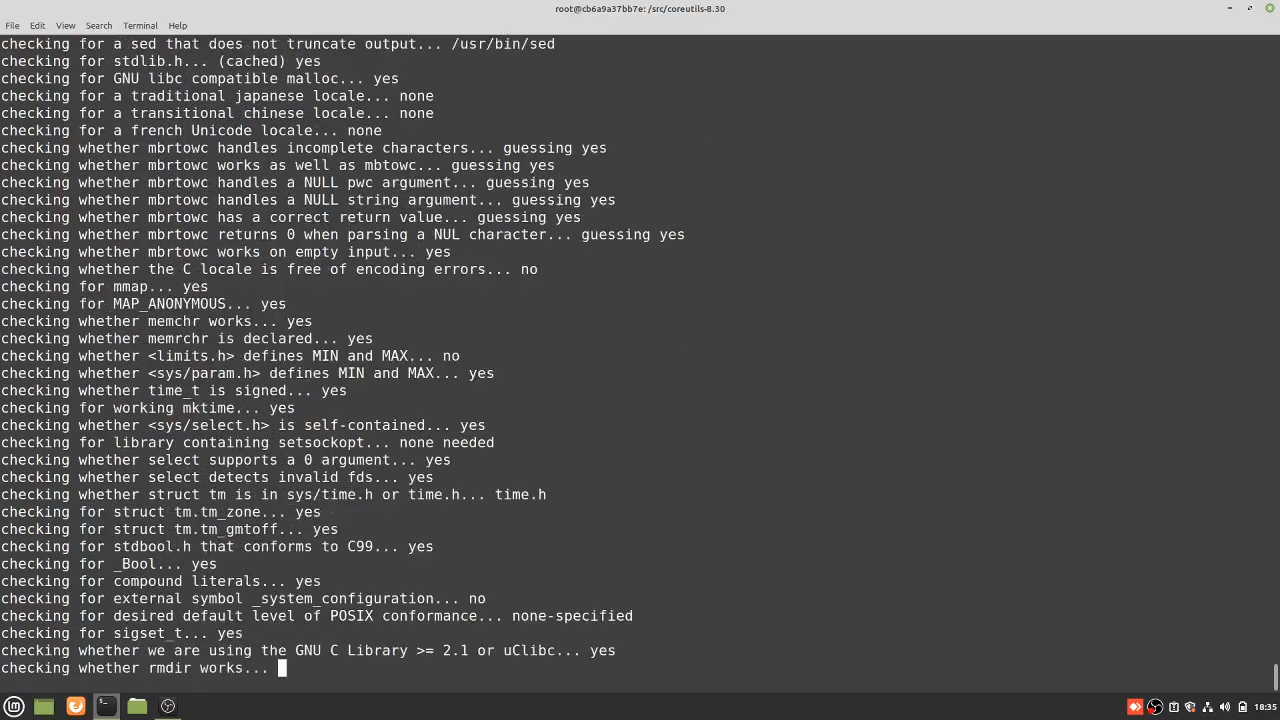 root@cb6a9a37bb7e: /src/coreutils-8.30
File Edit View Search Terminal Help
checking for a sed that does not truncate output... /usr/bin/sed
checking for stdlib.h... (cached) yes
checking for GNU libc compatible malloc... yes
checking for a traditional japanese locale... none
checking for a transitional chinese locale... none
checking for a french Unicode locale... none
checking whether mbrtowc handles incomplete characters... guessing yes
checking whether mbrtowc works as well as mbtowc... guessing yes
checking whether mbrtowc handles a NULL pwc argument... guessing yes
checking whether mbrtowc handles a NULL string argument... guessing yes
checking whether mbrtowc has a correct return value... guessing yes
checking whether mbrtowc returns 0 when parsing a NUL character... guessing yes
checking whether mbrtowc works on empty input... yes
checking whether the C locale is free of encoding errors... no
checking for mmap... yes
checking for MAP_ANONYMOUS... yes
checking whether memchr works... yes
checking whether memrchr is declared... yes
checking whether <limits.h> defines MIN and MAX... no
checking whether <sys/param.h> defines MIN and MAX... yes
checking whether time_t is signed... yes
checking for working mktime... yes
checking whether <sys/select.h> is self-contained... yes
checking for library containing setsockopt... none needed
checking whether select supports a 0 argument... yes
checking whether select detects invalid fds... yes
checking whether struct tm is in sys/time.h or time.h... time.h
checking for struct tm.tm_zone... yes
checking for struct tm.tm_gmtoff... yes
checking for stdbool.h that conforms to C99... yes
checking for _Bool... yes
checking for compound literals... yes
checking for external symbol _system_configuration... no
checking for desired default level of POSIX conformance... none-specified
checking for sigset_t... yes
checking whether we are using the GNU C Library >= 2.1 or uClibc... yes
checking whether rmdir works...
18:35